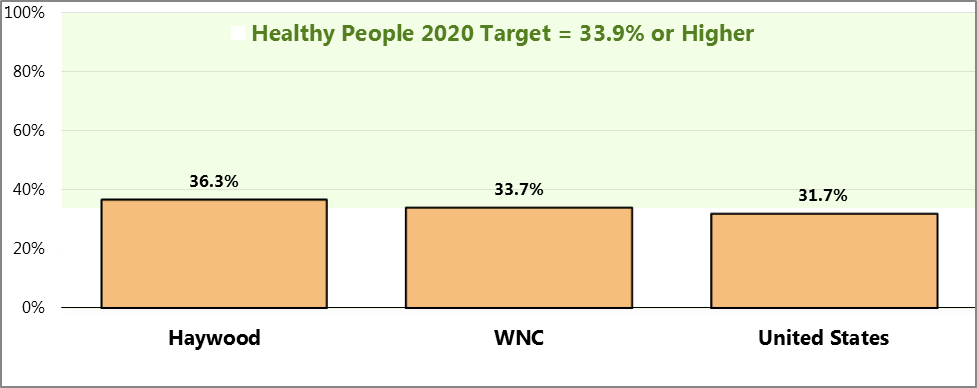 100%
Healthy People 2020 Target = 33.9% or Higher
80%
60%
40%
20%
0%
36.3%
33.7%
31.7%
Haywood
WNC
United States